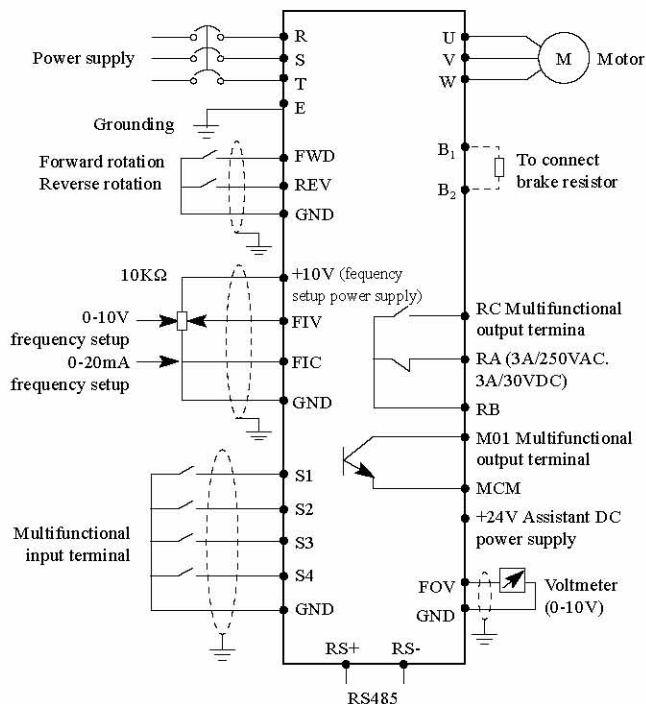 R
Power supply
S
T
E
Grounding
Forward rotation
FWD
Reverse rotation
REV
GND
10KΩ
+10V (fequency
setup power supply)
0-10V
frequency setup
FIV
0-20mA
frequency setup
FIC
GND
S1
S2
Multifunctional
input terminal
S3
S4
GND
U
V
W
M
Motor
B1
B2
To connect
brake resistor
RC Multifunctional
output termina
RA (3A/250VAC.
3A/30VDC)
RB
M01 Multifunctional
output terminal
MCM
+24V Assistant DC
power supply
FOV
GND
Voltmeter
(0-10V)
RS+
RS-
RS485